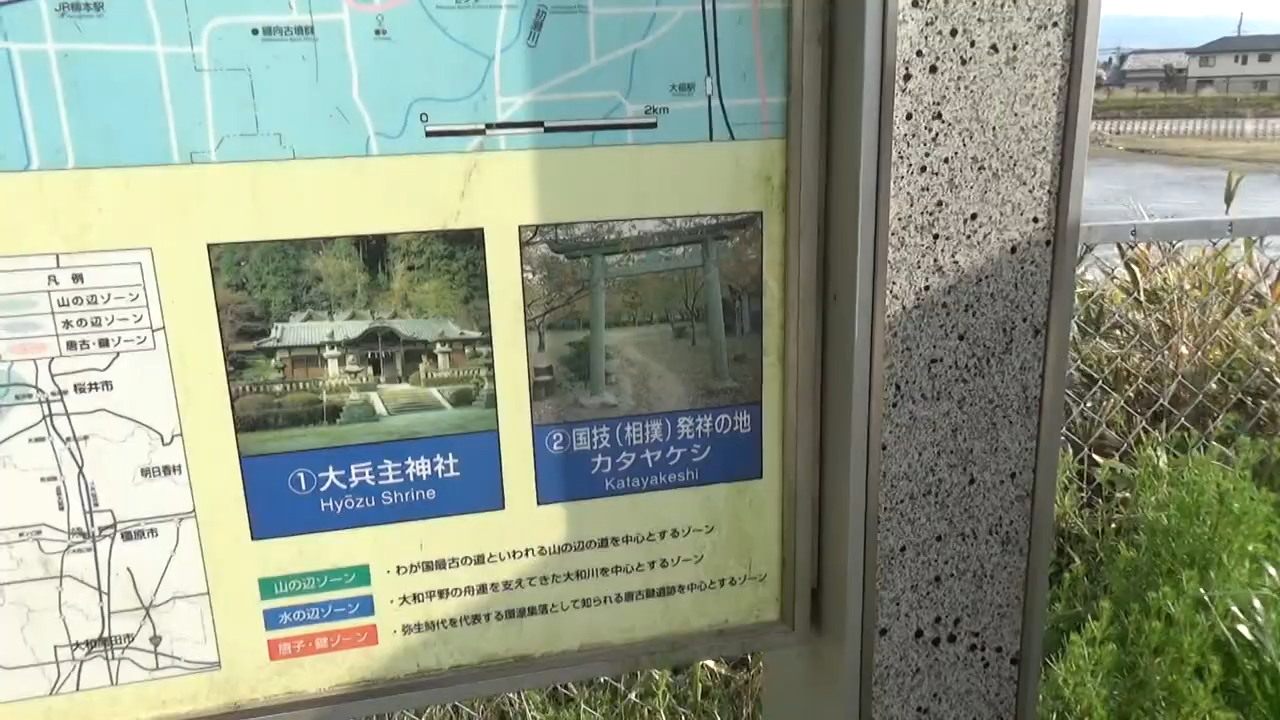 JR柳本駅
纒向古墳群
大福駅
0 2km
凡例
山の辺ゾーン
水の辺ゾーン
唐古・鍵ゾーン
桜井市
明日香村
橿原市
大和高田市
①大兵主神社
Hyōzu Shrine
②国技(相撲)発祥の地
カタヤケシ
Katayakeshi
山の辺ゾーン ・わが国最古の道といわれる山の辺の道を中心とするゾーン
水の辺ゾーン ・大和平野の舟運を支えてきた大和川を中心とするゾーン
唐子・鍵ゾーン ・弥生時代を代表する環濠集落として知られる唐古鍵遺跡を中心とするゾーン